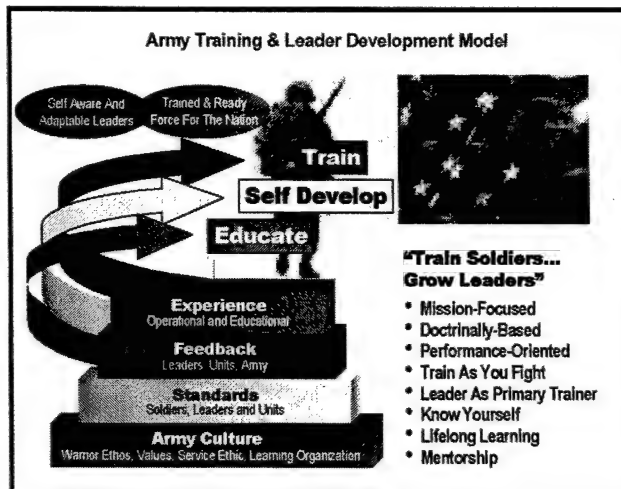 Army Training & Leader Development Model
Self Aware And
Adaptable Leaders
Trained & Ready
Force For The Nation
Train
Self Develop
Educate
Experience
Operational and Educational
Feedback
Leaders, Units, Army
Standards
Soldiers, Leaders and Units
Army Culture
Warrior Ethos, Values, Service Ethic, Learning Organization
“Train Soldiers...
Grow Leaders”
• Mission-Focused
• Doctrinally-Based
• Performance-Oriented
• Train As You Fight
• Leader As Primary Trainer
• Know Yourself
• Lifelong Learning
• Mentorship